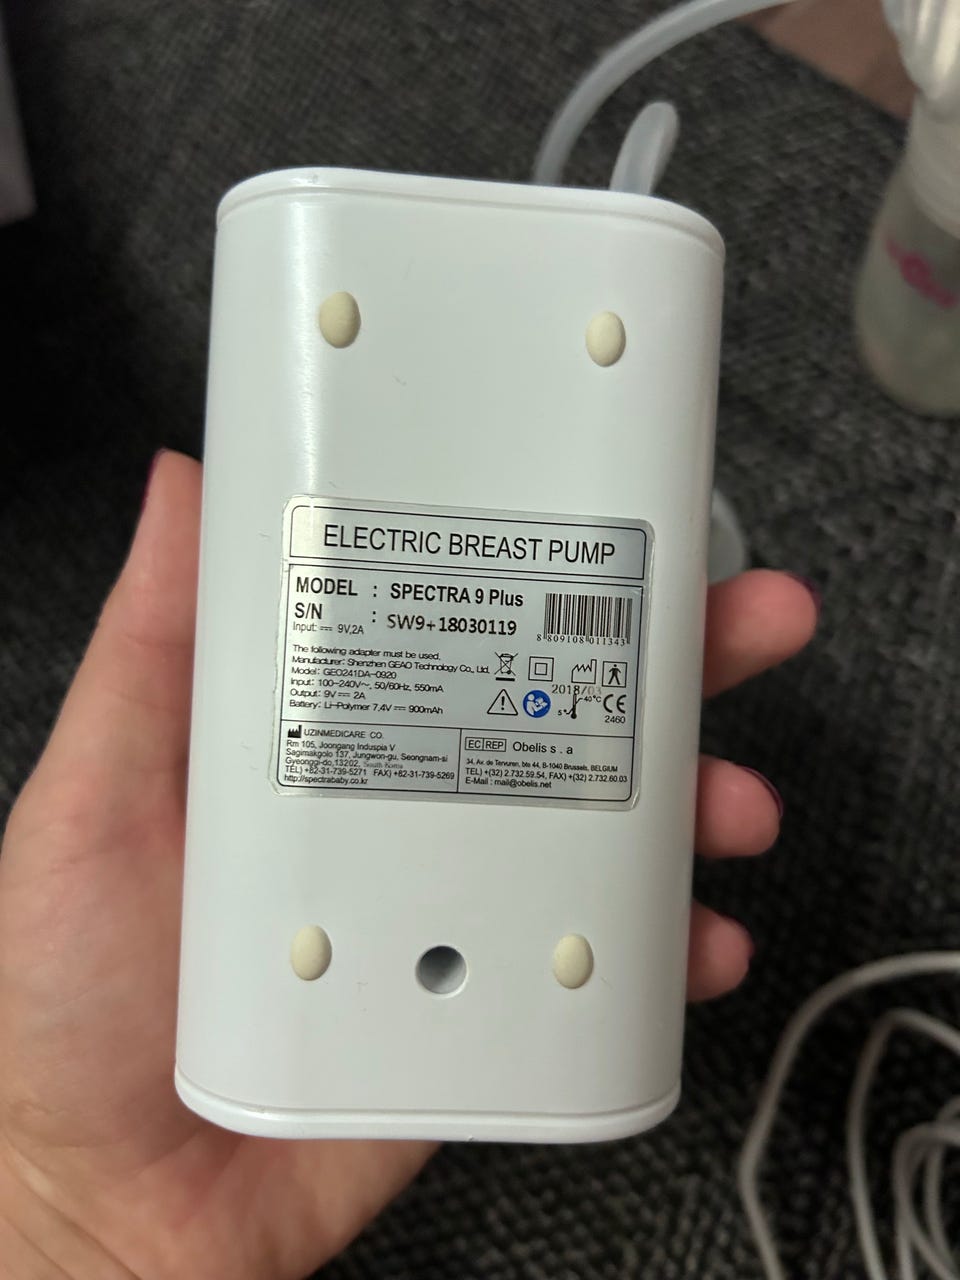 ELECTRIC BREAST PUMP
MODEL : SPECTRA 9 Plus
S/N : SW9+18030119
Input: ⎓ 9V,2A
8 809108 011343
The following adapter must be used.
Manufacturer: Shenzhen GEAO Technology Co., Ltd.
Model: GEO241DA-0920
Input: 100-240V~, 50/60Hz, 550mA
Output: 9V ⎓ 2A
Battery: Li-Polymer 7.4V ⎓ 900mAh
2018/03
5°
40°C
CE
2460
UZINMEDICARE CO.
Rm 105, Joongang Induspia V
Sagimakgolo 137, Jungwon-gu, Seongnam-si
Gyeonggi-do,13202, South Korea
TEL) +82-31-739-5271 FAX) +82-31-739-5269
http://spectrababy.co.kr
EC REP Obelis s . a
34, Av. de Tervuren, bte 44, B-1040 Brussels, BELGIUM
TEL) +(32) 2.732.59.54, FAX) +(32) 2.732.60.03
E-Mail : mail@obelis.net